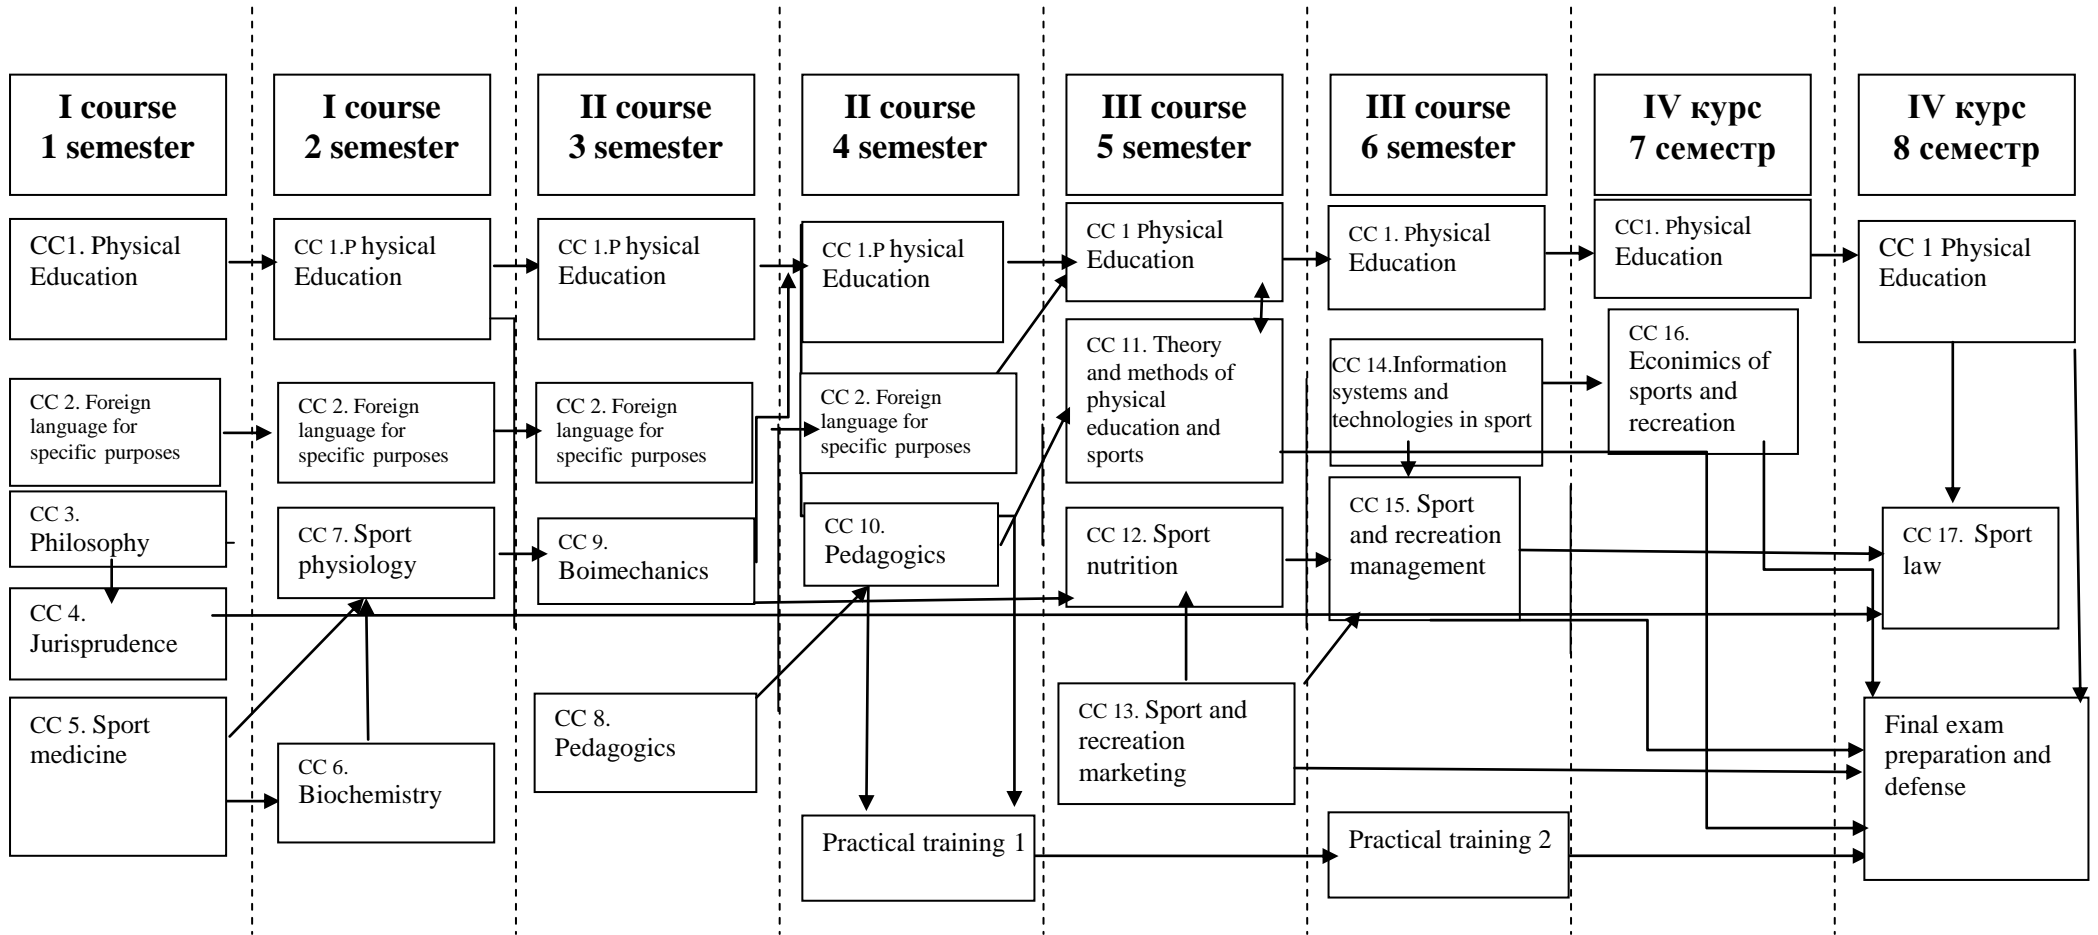 I course
1 semester
I course
2 semester
II course
3 semester
II course
4 semester
III course
5 semester
III course
6 semester
IV курс
7 семестр
IV курс
8 семестр
CC1. Physical
Education
CC 1.P hysical
Education
CC 1.P hysical
Education
CC 1.P hysical
Education
CC 1 Physical
Education
CC 1. Physical
Education
CC1. Physical
Education
CC 1 Physical
Education
CC 2. Foreign
language for
specific purposes
CC 2. Foreign
language for
specific purposes
CC 2. Foreign
language for
specific purposes
CC 2. Foreign
language for
specific purposes
CC 11. Theory
and methods of
physical
education and
sports
CC 14.Information
systems and
technologies in sport
CC 16.
Econimics of
sports and
recreation
CC 3.
Philosophy
CC 7. Sport
physiology
CC 9.
Boimechanics
CC 10.
Pedagogics
CC 12. Sport
nutrition
CC 15. Sport
and recreation
management
CC 17. Sport
law
CC 4.
Jurisprudence
CC 5. Sport
medicine
CC 6.
Biochemistry
CC 8.
Pedagogics
CC 13. Sport and
recreation
marketing
Final exam
preparation and
defense
Practical training 1
Practical training 2